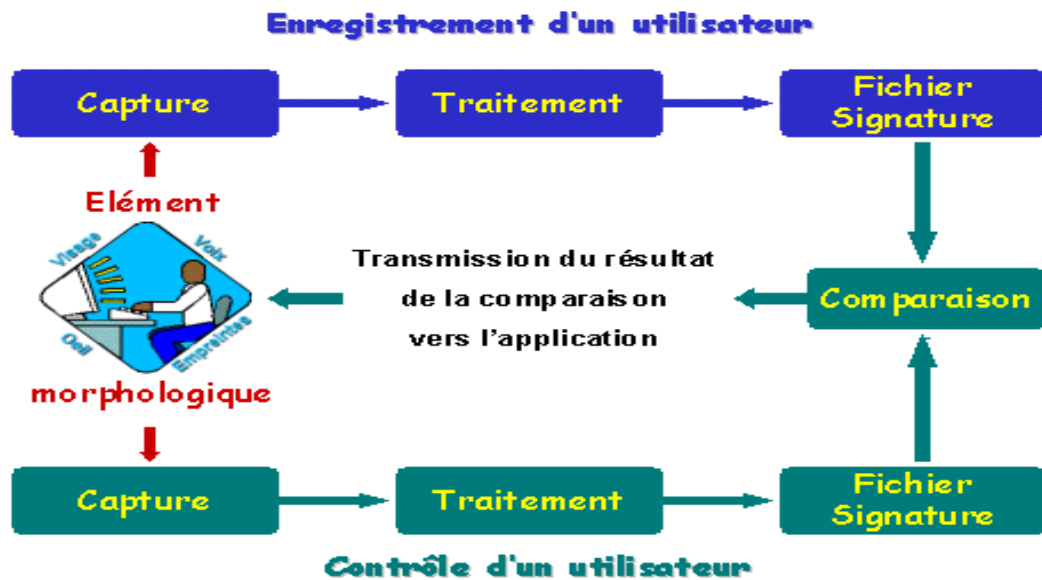 Enregistrement d'un utilisateur
Capture
Traitement
Fichier
Signature
Elément
Visage
Voix
Oeil
Empreintes
morphologique
Transmission du résultat
de la comparaison
vers l'application
Comparaison
Capture
Traitement
Fichier
Signature
Contrôle d'un utilisateur